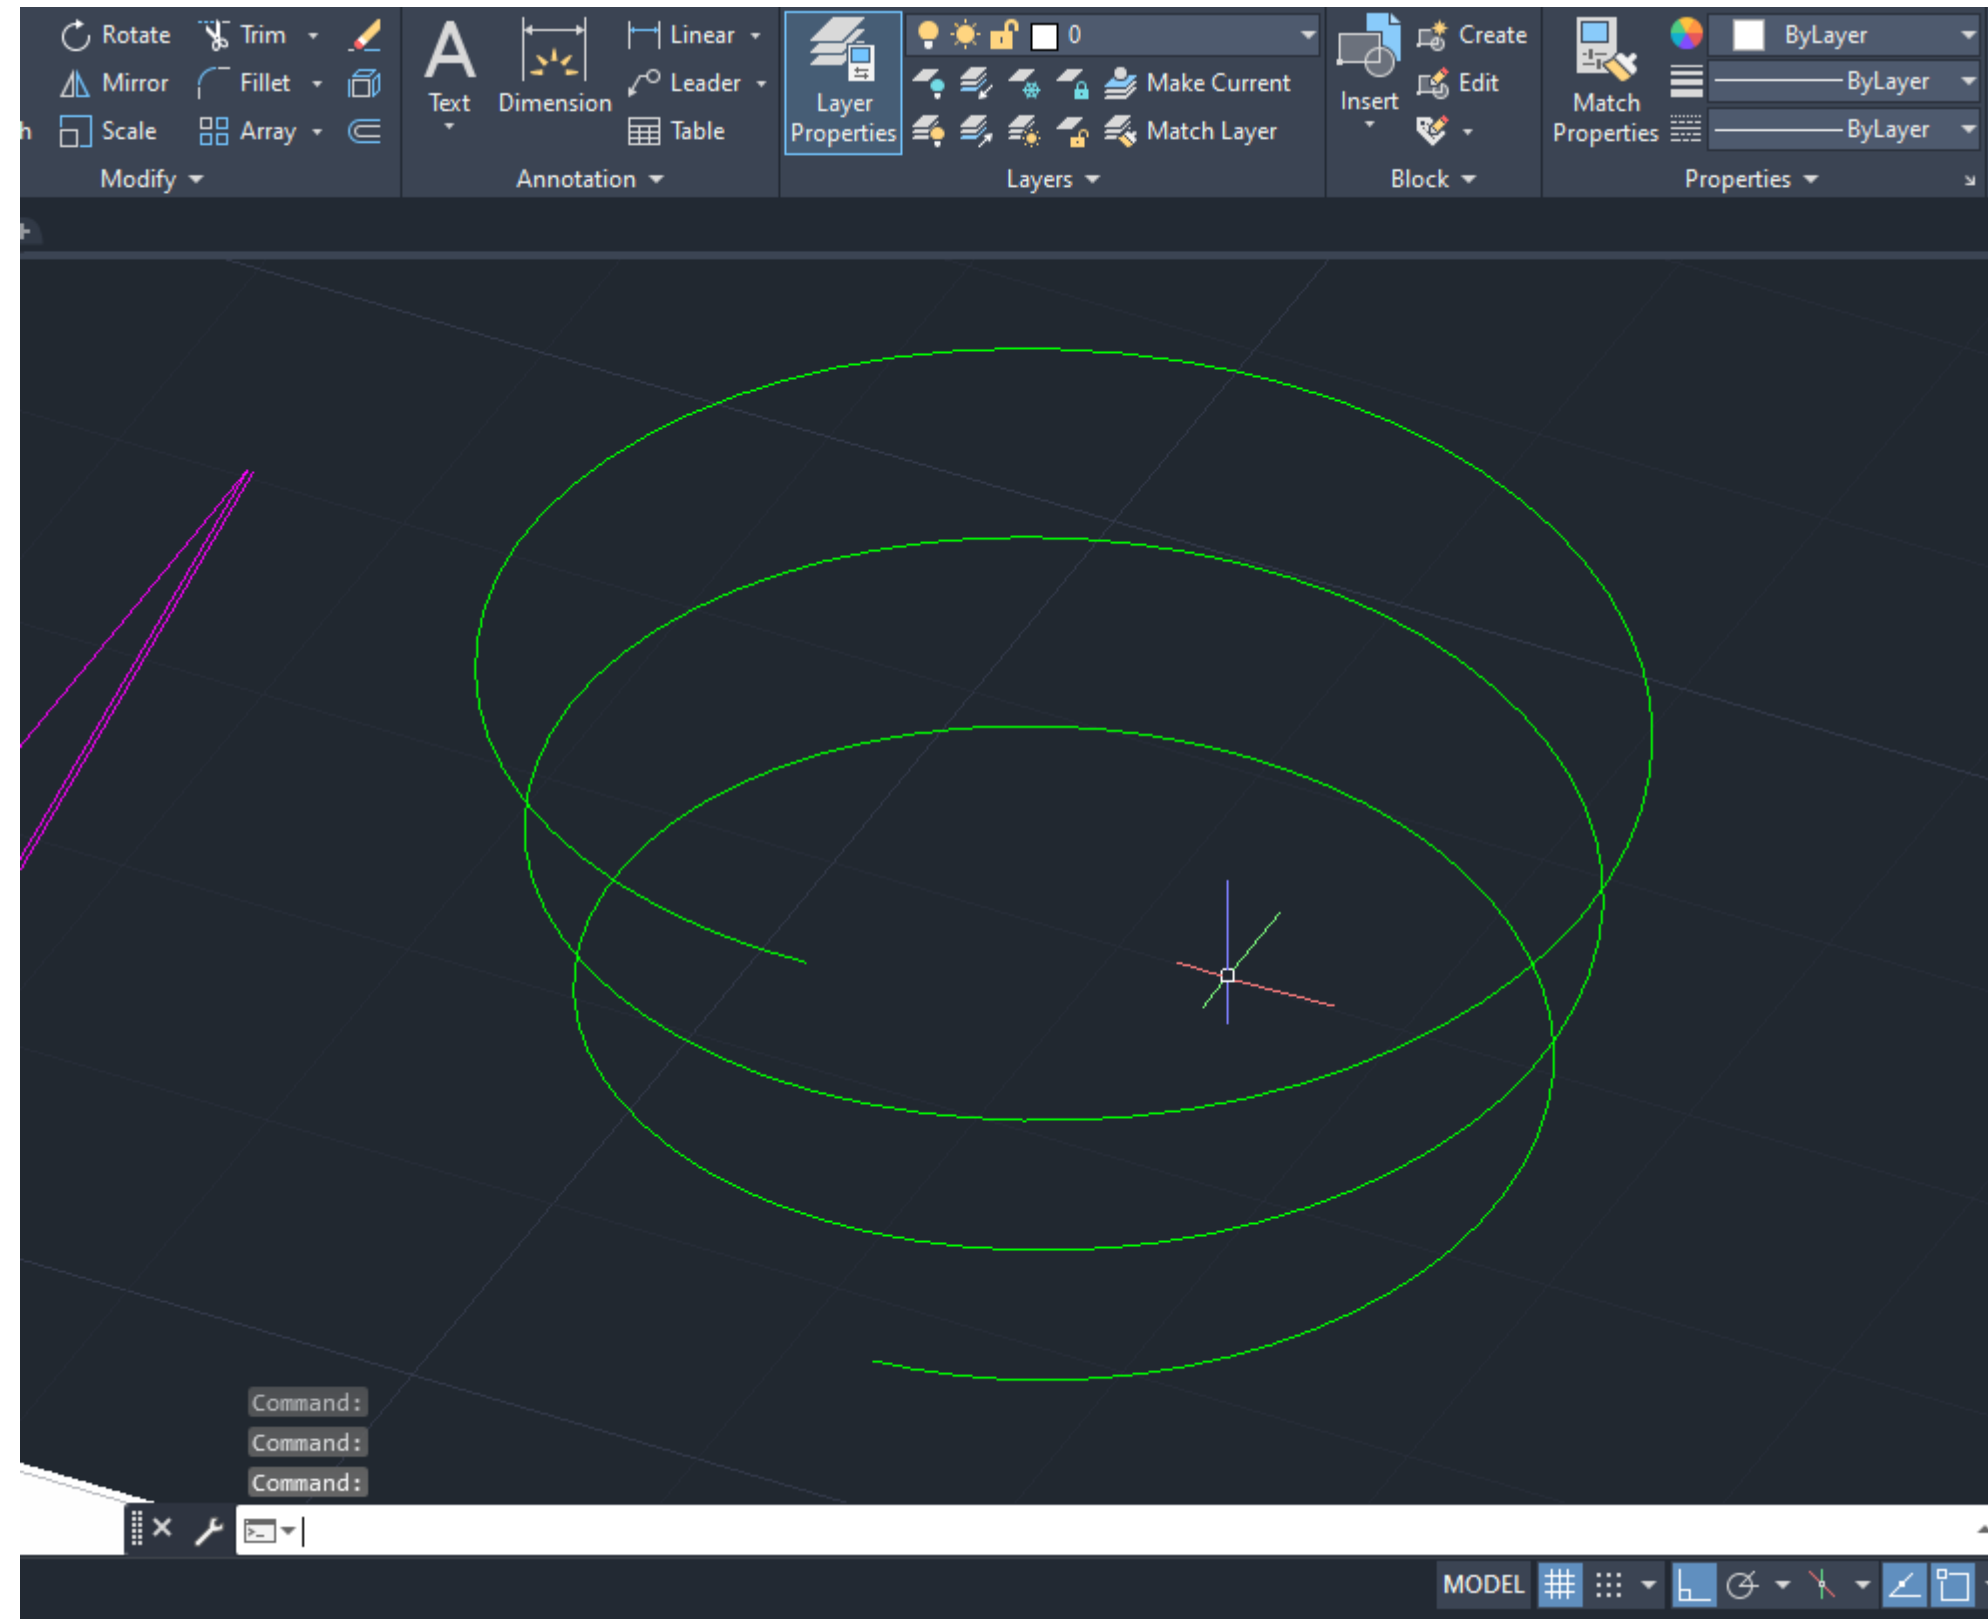 Rotate Trim
Mirror Fillet
h Scale Array
Modify
Text Dimension
Linear
Leader
Table
Annotation
Layer
Properties
0
Make Current
Match Layer
Layers
Insert
Create
Edit
Block
Match
Properties
ByLayer
ByLayer
ByLayer
Properties
Command:
Command:
Command:
MODEL